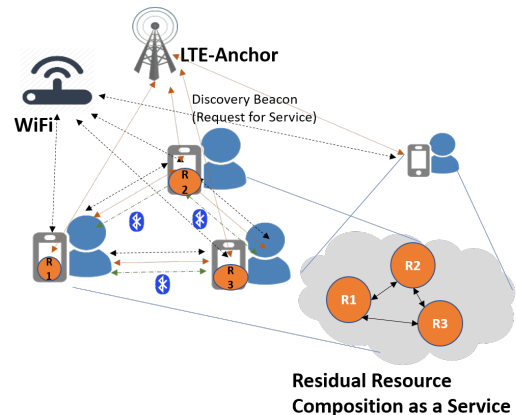 LTE-Anchor
Discovery Beacon
(Request for Service)
WiFi
R
2
R
1
R
3
R2
R1
R3
Residual Resource
Composition as a Service